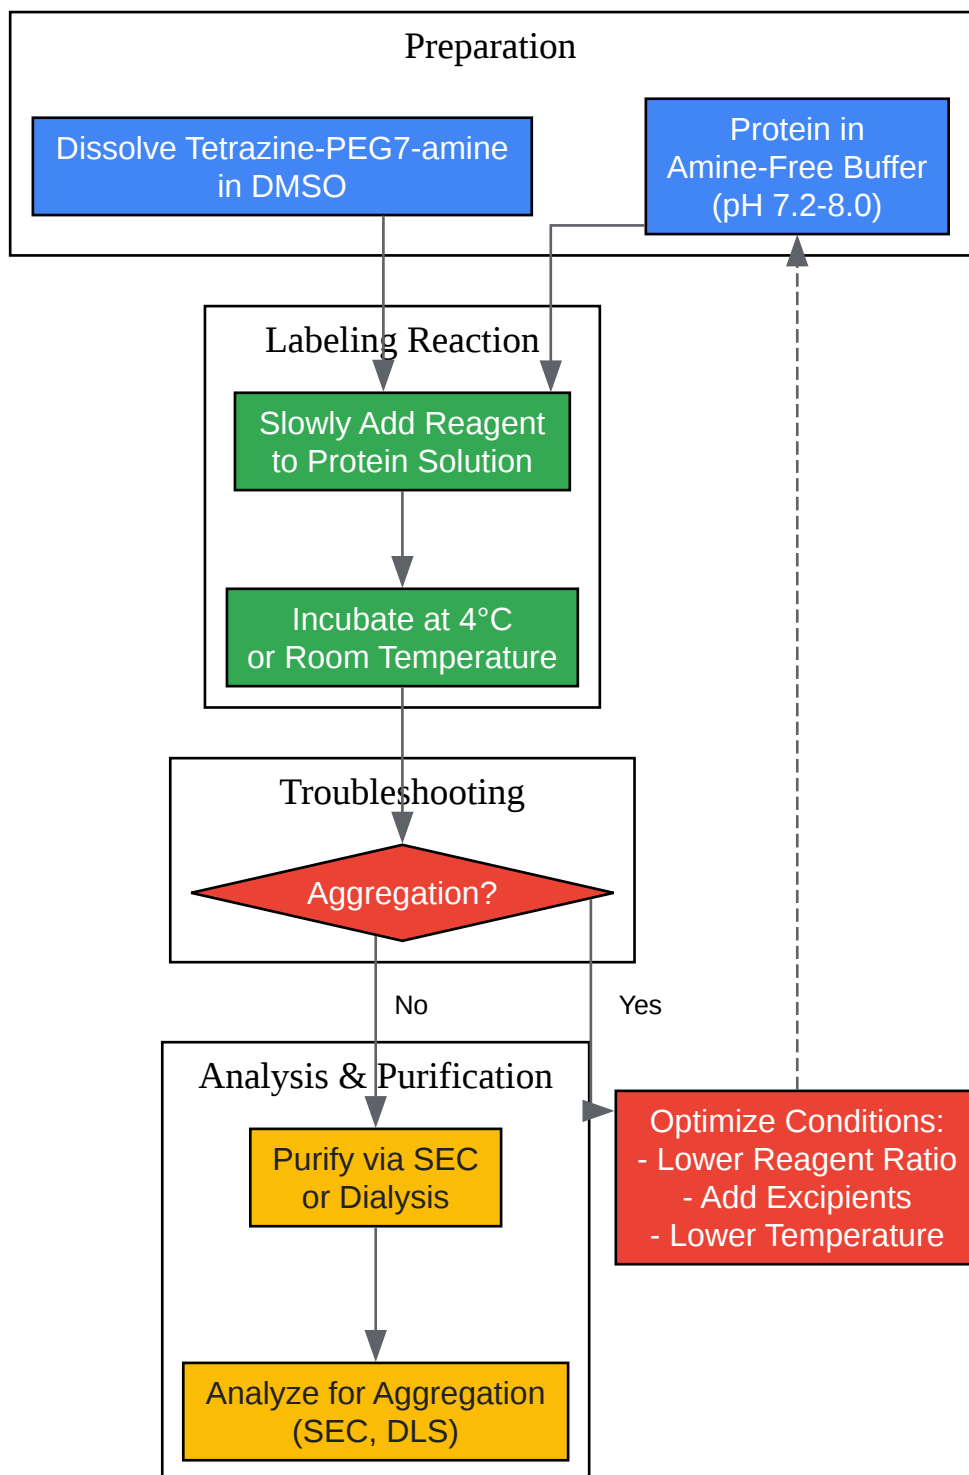 Preparation
Dissolve Tetrazine-PEG7-amine
in DMSO
Protein in
Amine-Free Buffer
(pH 7.2-8.0)
Labeling Reaction
Slowly Add Reagent
to Protein Solution
Incubate at 4°C
or Room Temperature
Troubleshooting
Aggregation?
No
Yes
Analysis & Purification
Purify via SEC
or Dialysis
Optimize Conditions:
- Lower Reagent Ratio
- Add Excipients
- Lower Temperature
Analyze for Aggregation
(SEC, DLS)